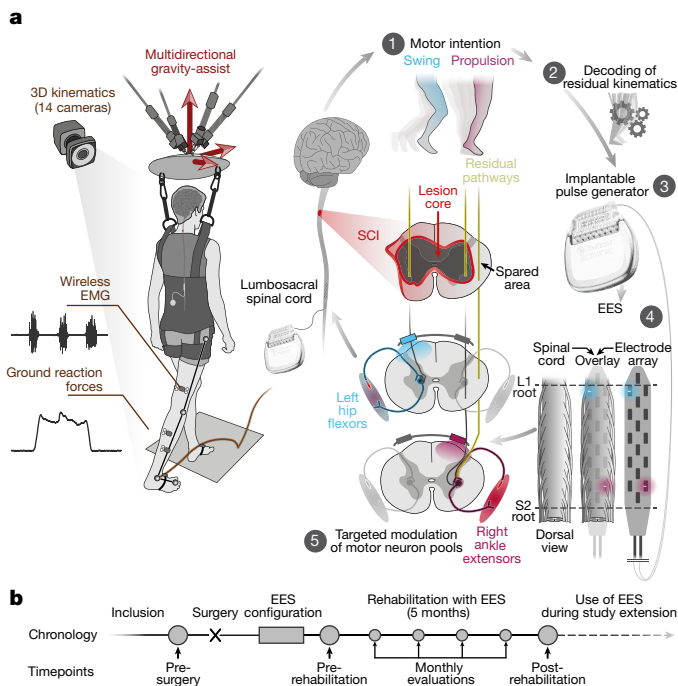 a
Multidirectional
gravity-assist
3D kinematics
(14 cameras)
Wireless
EMG
Ground reaction
forces
Lumbosacral
spinal cord
1 Motor intention
Swing Propulsion
2 Decoding of
residual kinematics
Implantable
pulse generator 3
EES
4
Residual
pathways
Lesion
core
SCI
Spared
area
Left
hip
flexors
Right
ankle
extensors
5 Targeted modulation
of motor neuron pools
Spinal
cord
Overlay
Electrode
array
L1
root
S2
root
Dorsal
view
b
Inclusion
Surgery
EES
configuration
Rehabilitation with EES
(5 months)
Use of EES
during study extension
Chronology
Timepoints
Pre-
surgery
Pre-
rehabilitation
Monthly
evaluations
Post-
rehabilitation